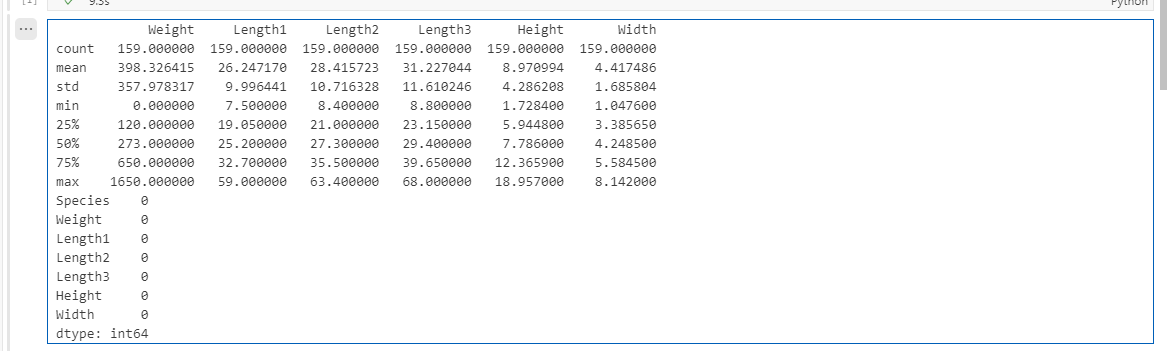 [1] 9.3s Python
...
Weight Length1 Length2 Length3 Height Width
count 159.000000 159.000000 159.000000 159.000000 159.000000 159.000000
mean 398.326415 26.247170 28.415723 31.227044 8.970994 4.417486
std 357.978317 9.996441 10.716328 11.610246 4.286208 1.685804
min 0.000000 7.500000 8.400000 8.800000 1.728400 1.047600
25% 120.000000 19.050000 21.000000 23.150000 5.944800 3.385650
50% 273.000000 25.200000 27.300000 29.400000 7.786000 4.248500
75% 650.000000 32.700000 35.500000 39.650000 12.365900 5.584500
max 1650.000000 59.000000 63.400000 68.000000 18.957000 8.142000
Species 0
Weight 0
Length1 0
Length2 0
Length3 0
Height 0
Width 0
dtype: int64